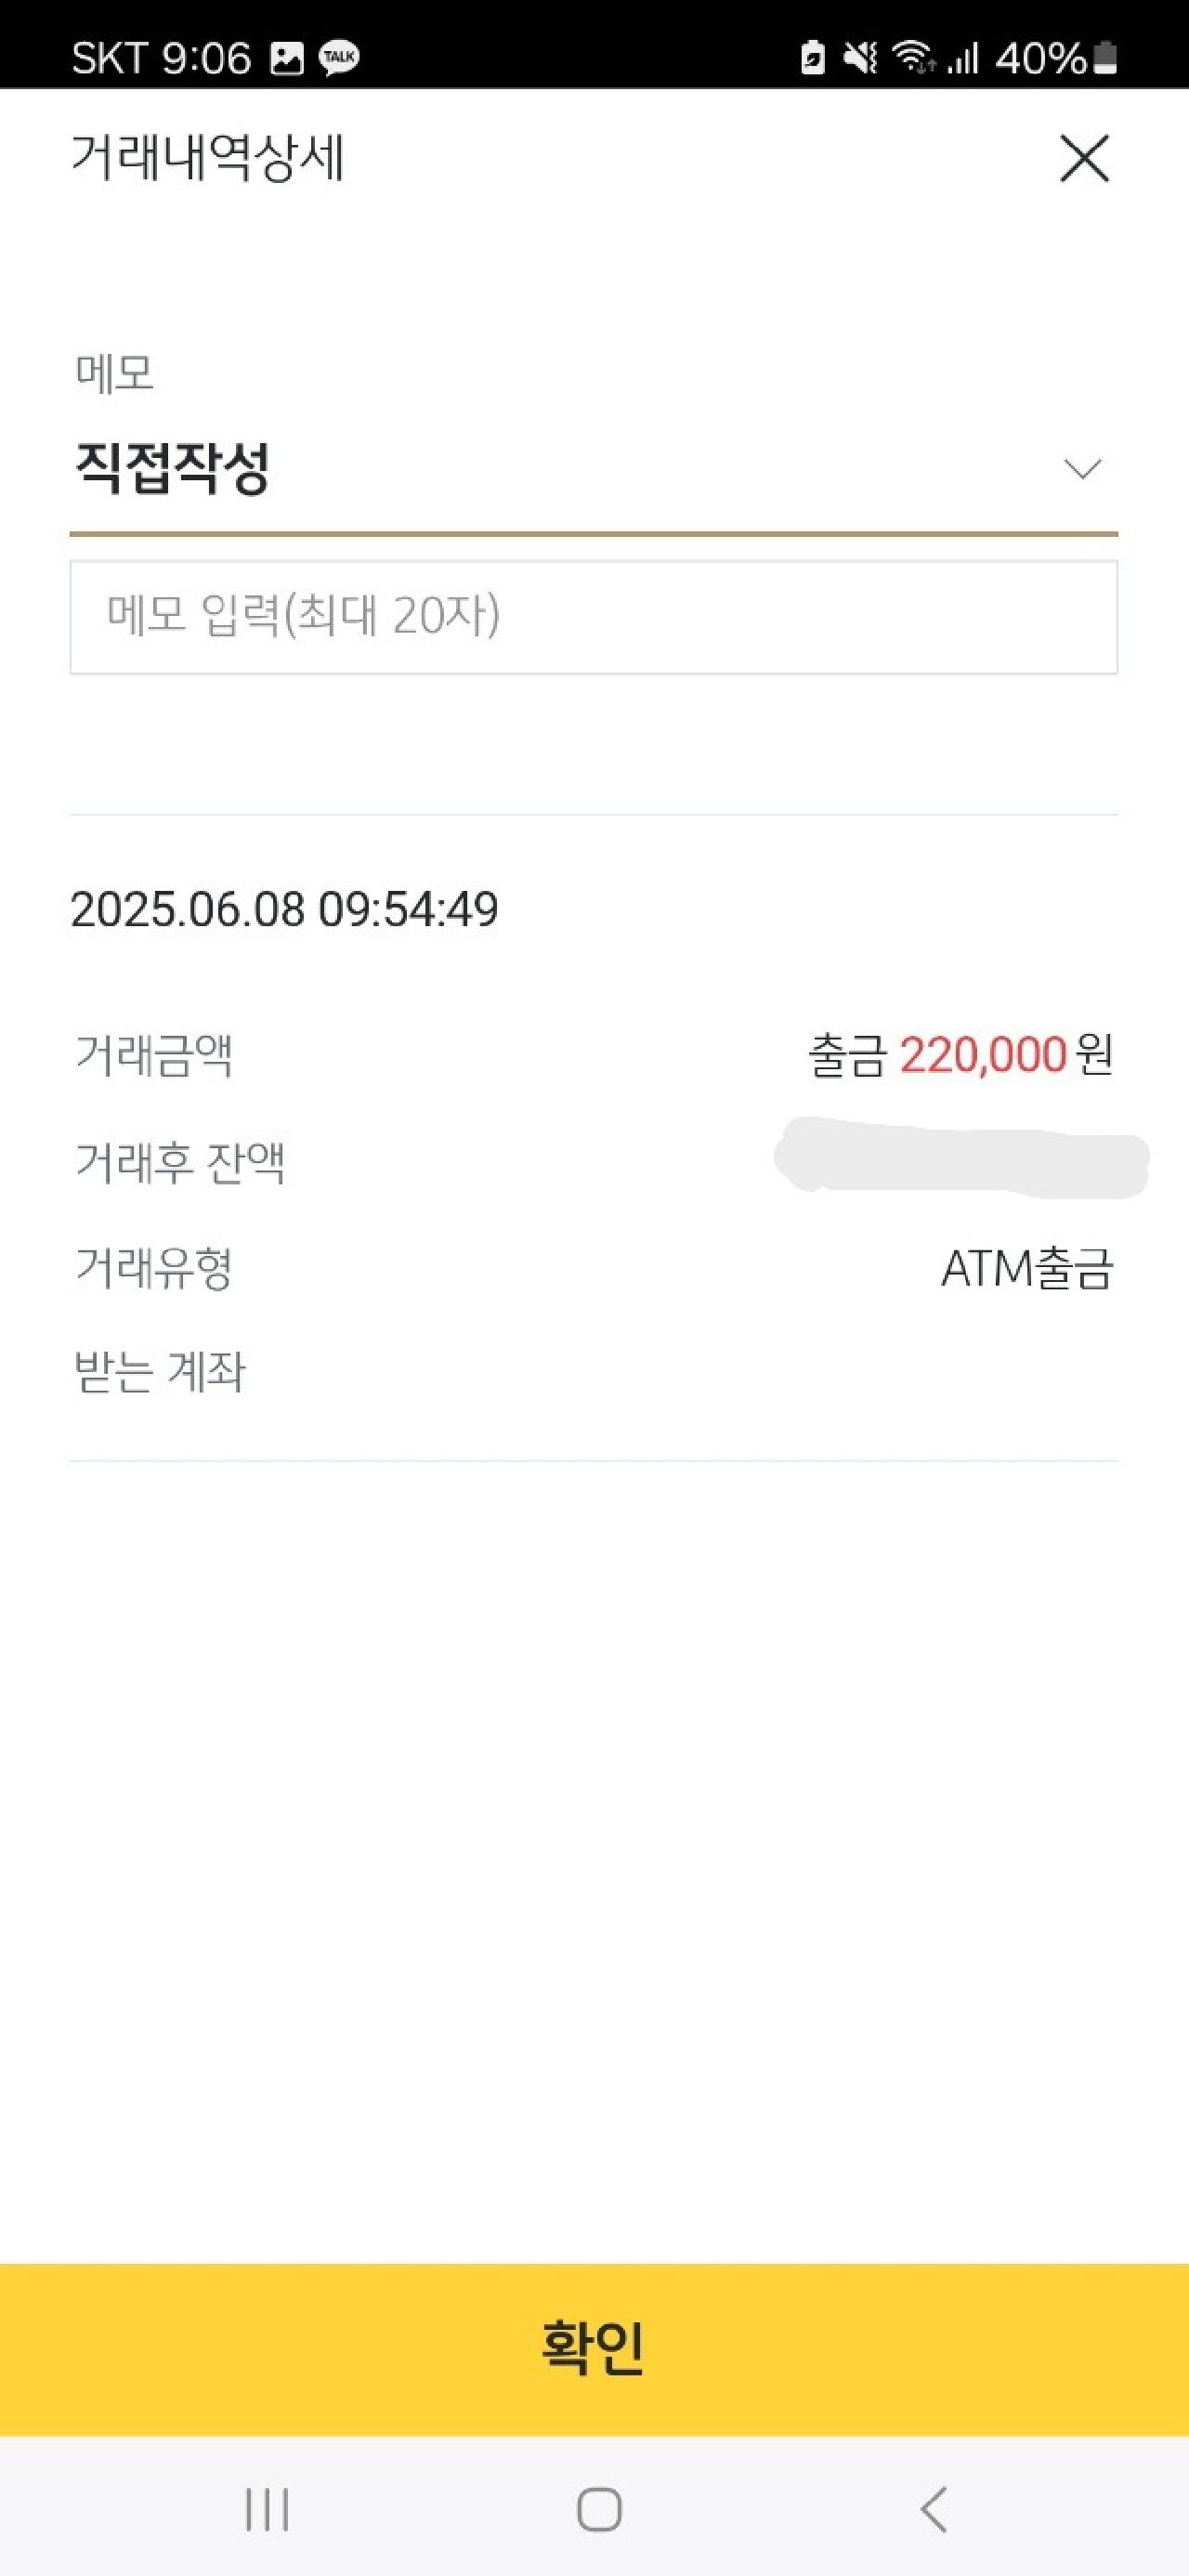 SKT 9:06 TALK 40%
거래내역상세
메모
직접작성
메모 입력(최대 20자)
2025.06.08 09:54:49
거래금액 출금 220,000 원
거래후 잔액
거래유형 ATM출금
받는 계좌
확인